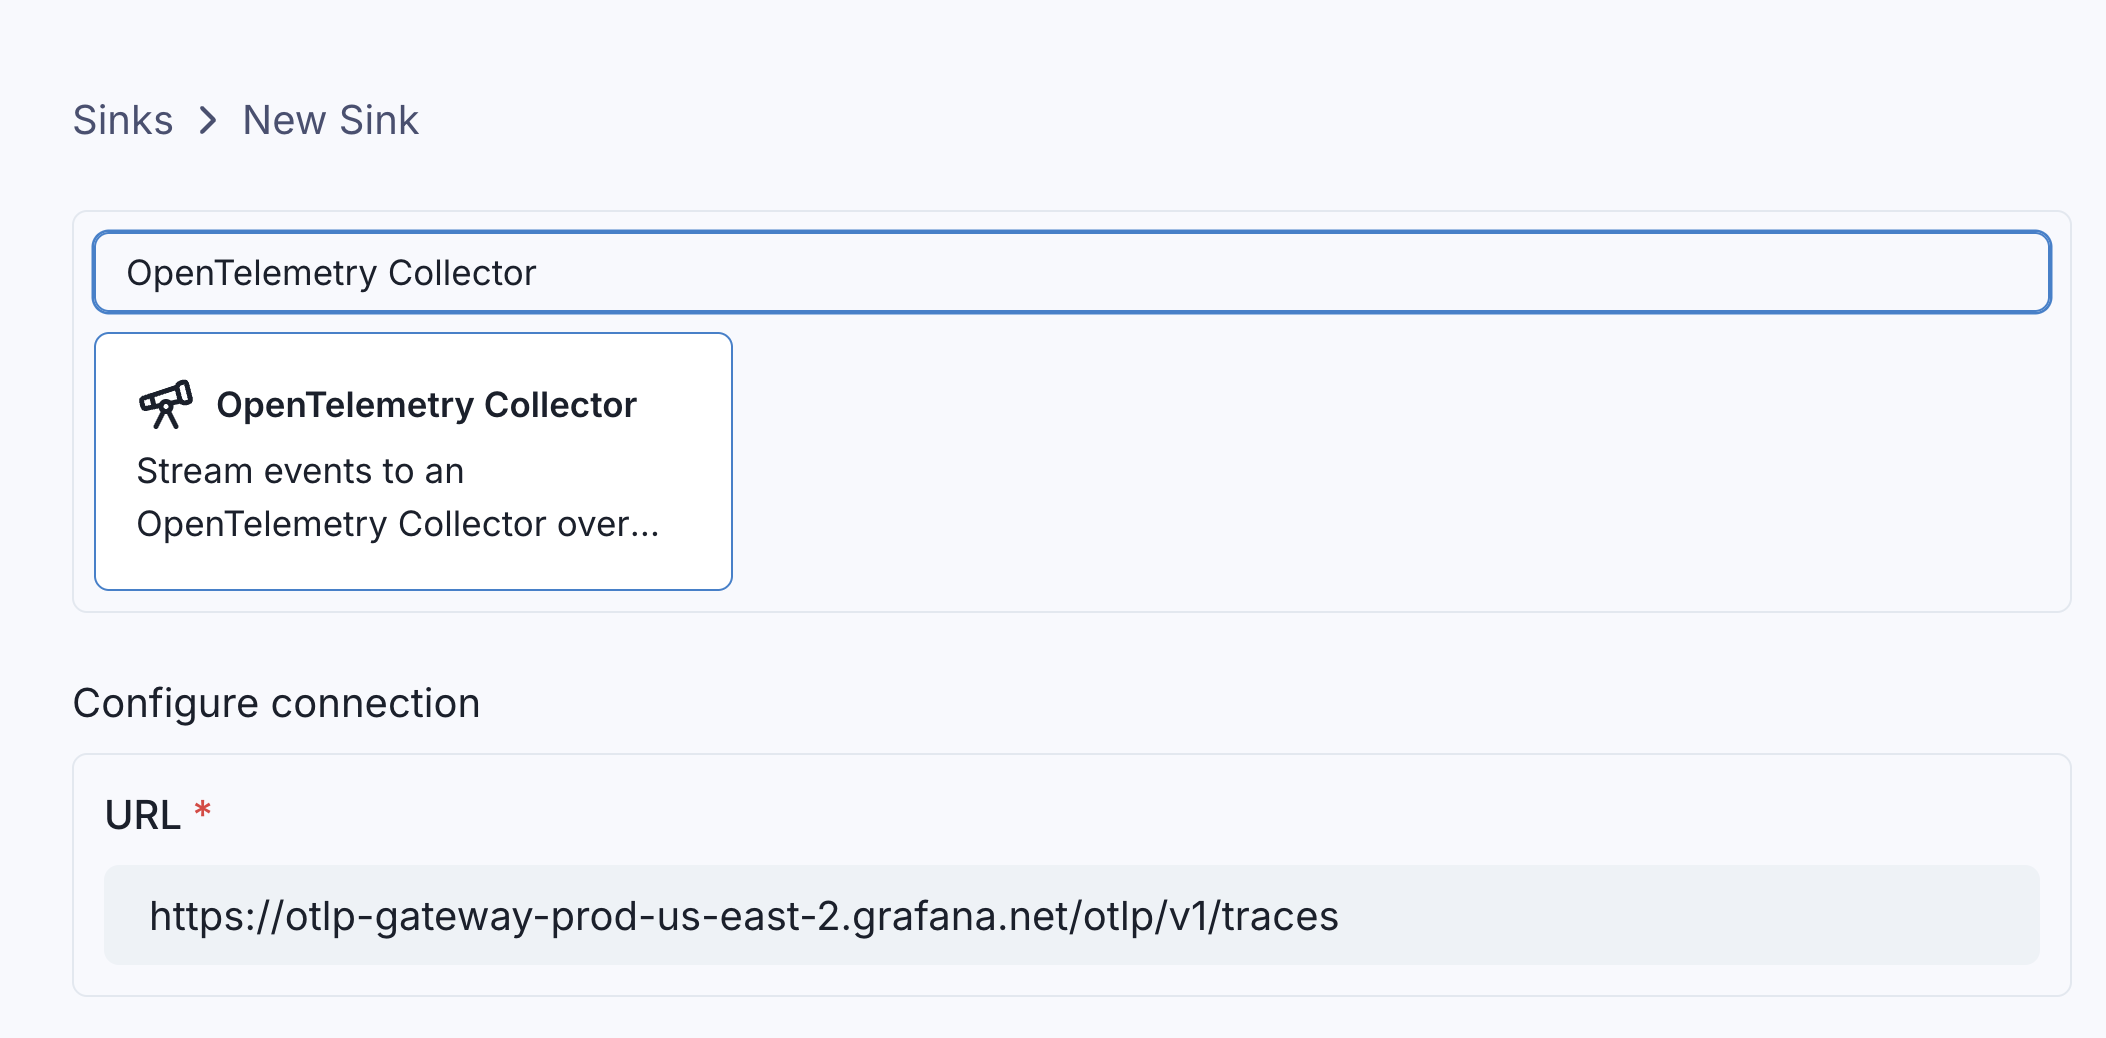 Sinks > New Sink
OpenTelemetry Collector
OpenTelemetry Collector
Stream events to an
OpenTelemetry Collector over...
Configure connection
URL *
https://otlp-gateway-prod-us-east-2.grafana.net/otlp/v1/traces